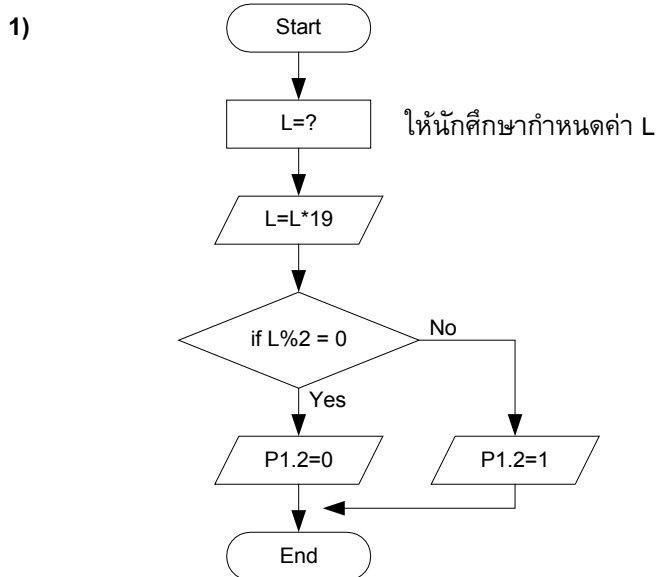 1)
Start
L=?
ให้นักศึกษากำหนดค่า L
L=L*19
if L%2 = 0
No
Yes
P1.2=0
P1.2=1
End